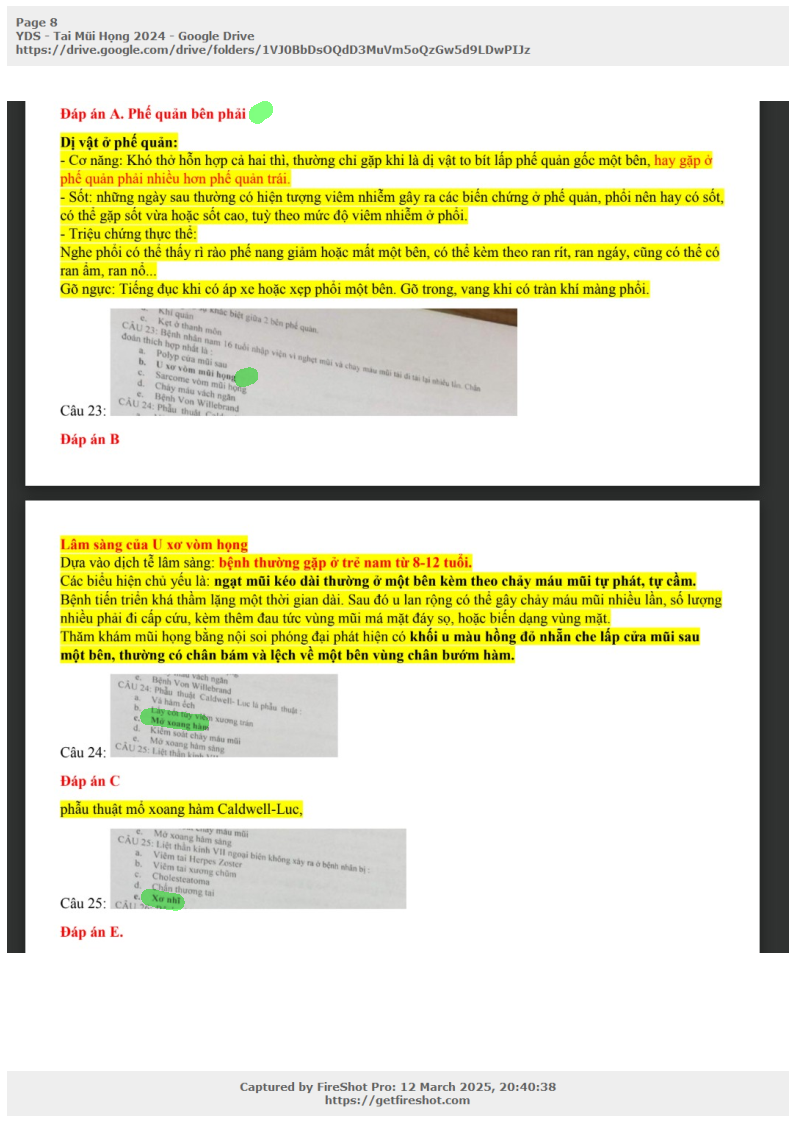 Page 8
YDS - Tai Mũi Họng 2024 - Google Drive
https://drive.google.com/drive/folders/1VJ0BbDsOQdD3MuVm5oQzGw5d9LDwPIJz
Đáp án A. Phế quản bên phải
Dị vật ở phế quản:
- Cơ năng: Khó thở hỗn hợp cả hai thì, thường chỉ gặp khi là dị vật to bít lấp phế quản gốc một bên, hay gặp ở
phế quản phải nhiều hơn phế quản trái.
- Sốt: những ngày sau thường có hiện tượng viêm nhiễm gây ra các biến chứng ở phế quản, phổi nên hay có sốt,
có thể gặp sốt vừa hoặc sốt cao, tuỳ theo mức độ viêm nhiễm ở phổi.
- Triệu chứng thực thể:
Nghe phổi có thể thấy rì rào phế nang giảm hoặc mất một bên, có thể kèm theo ran rít, ran ngáy, cũng có thể có
ran ẩm, ran nổ...
Gõ ngực: Tiếng đục khi có áp xe hoặc xẹp phổi một bên. Gõ trong, vang khi có tràn khí màng phổi.
Khí quản
khác biệt giữa 2 bên phế quản.
e. Kẹt ở thanh môn
CÂU 23: Bệnh nhân nam 16 tuổi nhập viện vì nghẹt mũi và chảy máu mũi tái đi tái lại nhiều lần. Chẩn
đoán thích hợp nhất là :
a. Polyp cửa mũi sau
b. U xơ vòm mũi họng
c. Sarcome vòm mũi họng
d. Chảy máu vách ngăn
e. Bệnh Von Willebrand
CÂU 24: Phẫu thuật
Câu 23:
Đáp án B
Lâm sàng của U xơ vòm họng
Dựa vào dịch tễ lâm sàng: bệnh thường gặp ở trẻ nam từ 8-12 tuổi.
Các biểu hiện chủ yếu là: ngạt mũi kéo dài thường ở một bên kèm theo chảy máu mũi tự phát, tự cầm.
Bệnh tiến triển khá thầm lặng một thời gian dài. Sau đó u lan rộng có thể gây chảy máu mũi nhiều lần, số lượng
nhiều phải đi cấp cứu, kèm thêm đau tức vùng mũi má mặt đáy sọ, hoặc biến dạng vùng mặt.
Thăm khám mũi họng bằng nội soi phóng đại phát hiện có khối u màu hồng đỏ nhẵn che lấp cửa mũi sau
một bên, thường có chân bám và lệch về một bên vùng chân bướm hàm.
máu vách ngăn
e. Bệnh Von Willebrand
CÂU 24: Phẫu thuật Caldwell- Luc là phẫu thuật :
a. Vá hàm ếch
b. Lấy cốt tủy viêm xương trán
c. Mở xoang hàm
d. Kiểm soát chảy máu mũi
e. Mở xoang hàm sàng
CÂU 25: Liệt thần kinh VII
Câu 24:
Đáp án C
phẫu thuật mổ xoang hàm Caldwell-Luc,
chảy máu mũi
e. Mở xoang hàm sàng
CÂU 25: Liệt thần kinh VII ngoại biên không xảy ra ở bệnh nhân bị :
a. Viêm tai Herpes Zoster
b. Viêm tai xương chũm
c. Cholesteatoma
d. Chấn thương tai
e. Xơ nhĩ
Câu 25:
Đáp án E.
Captured by FireShot Pro: 12 March 2025, 20:40:38
https://getfireshot.com